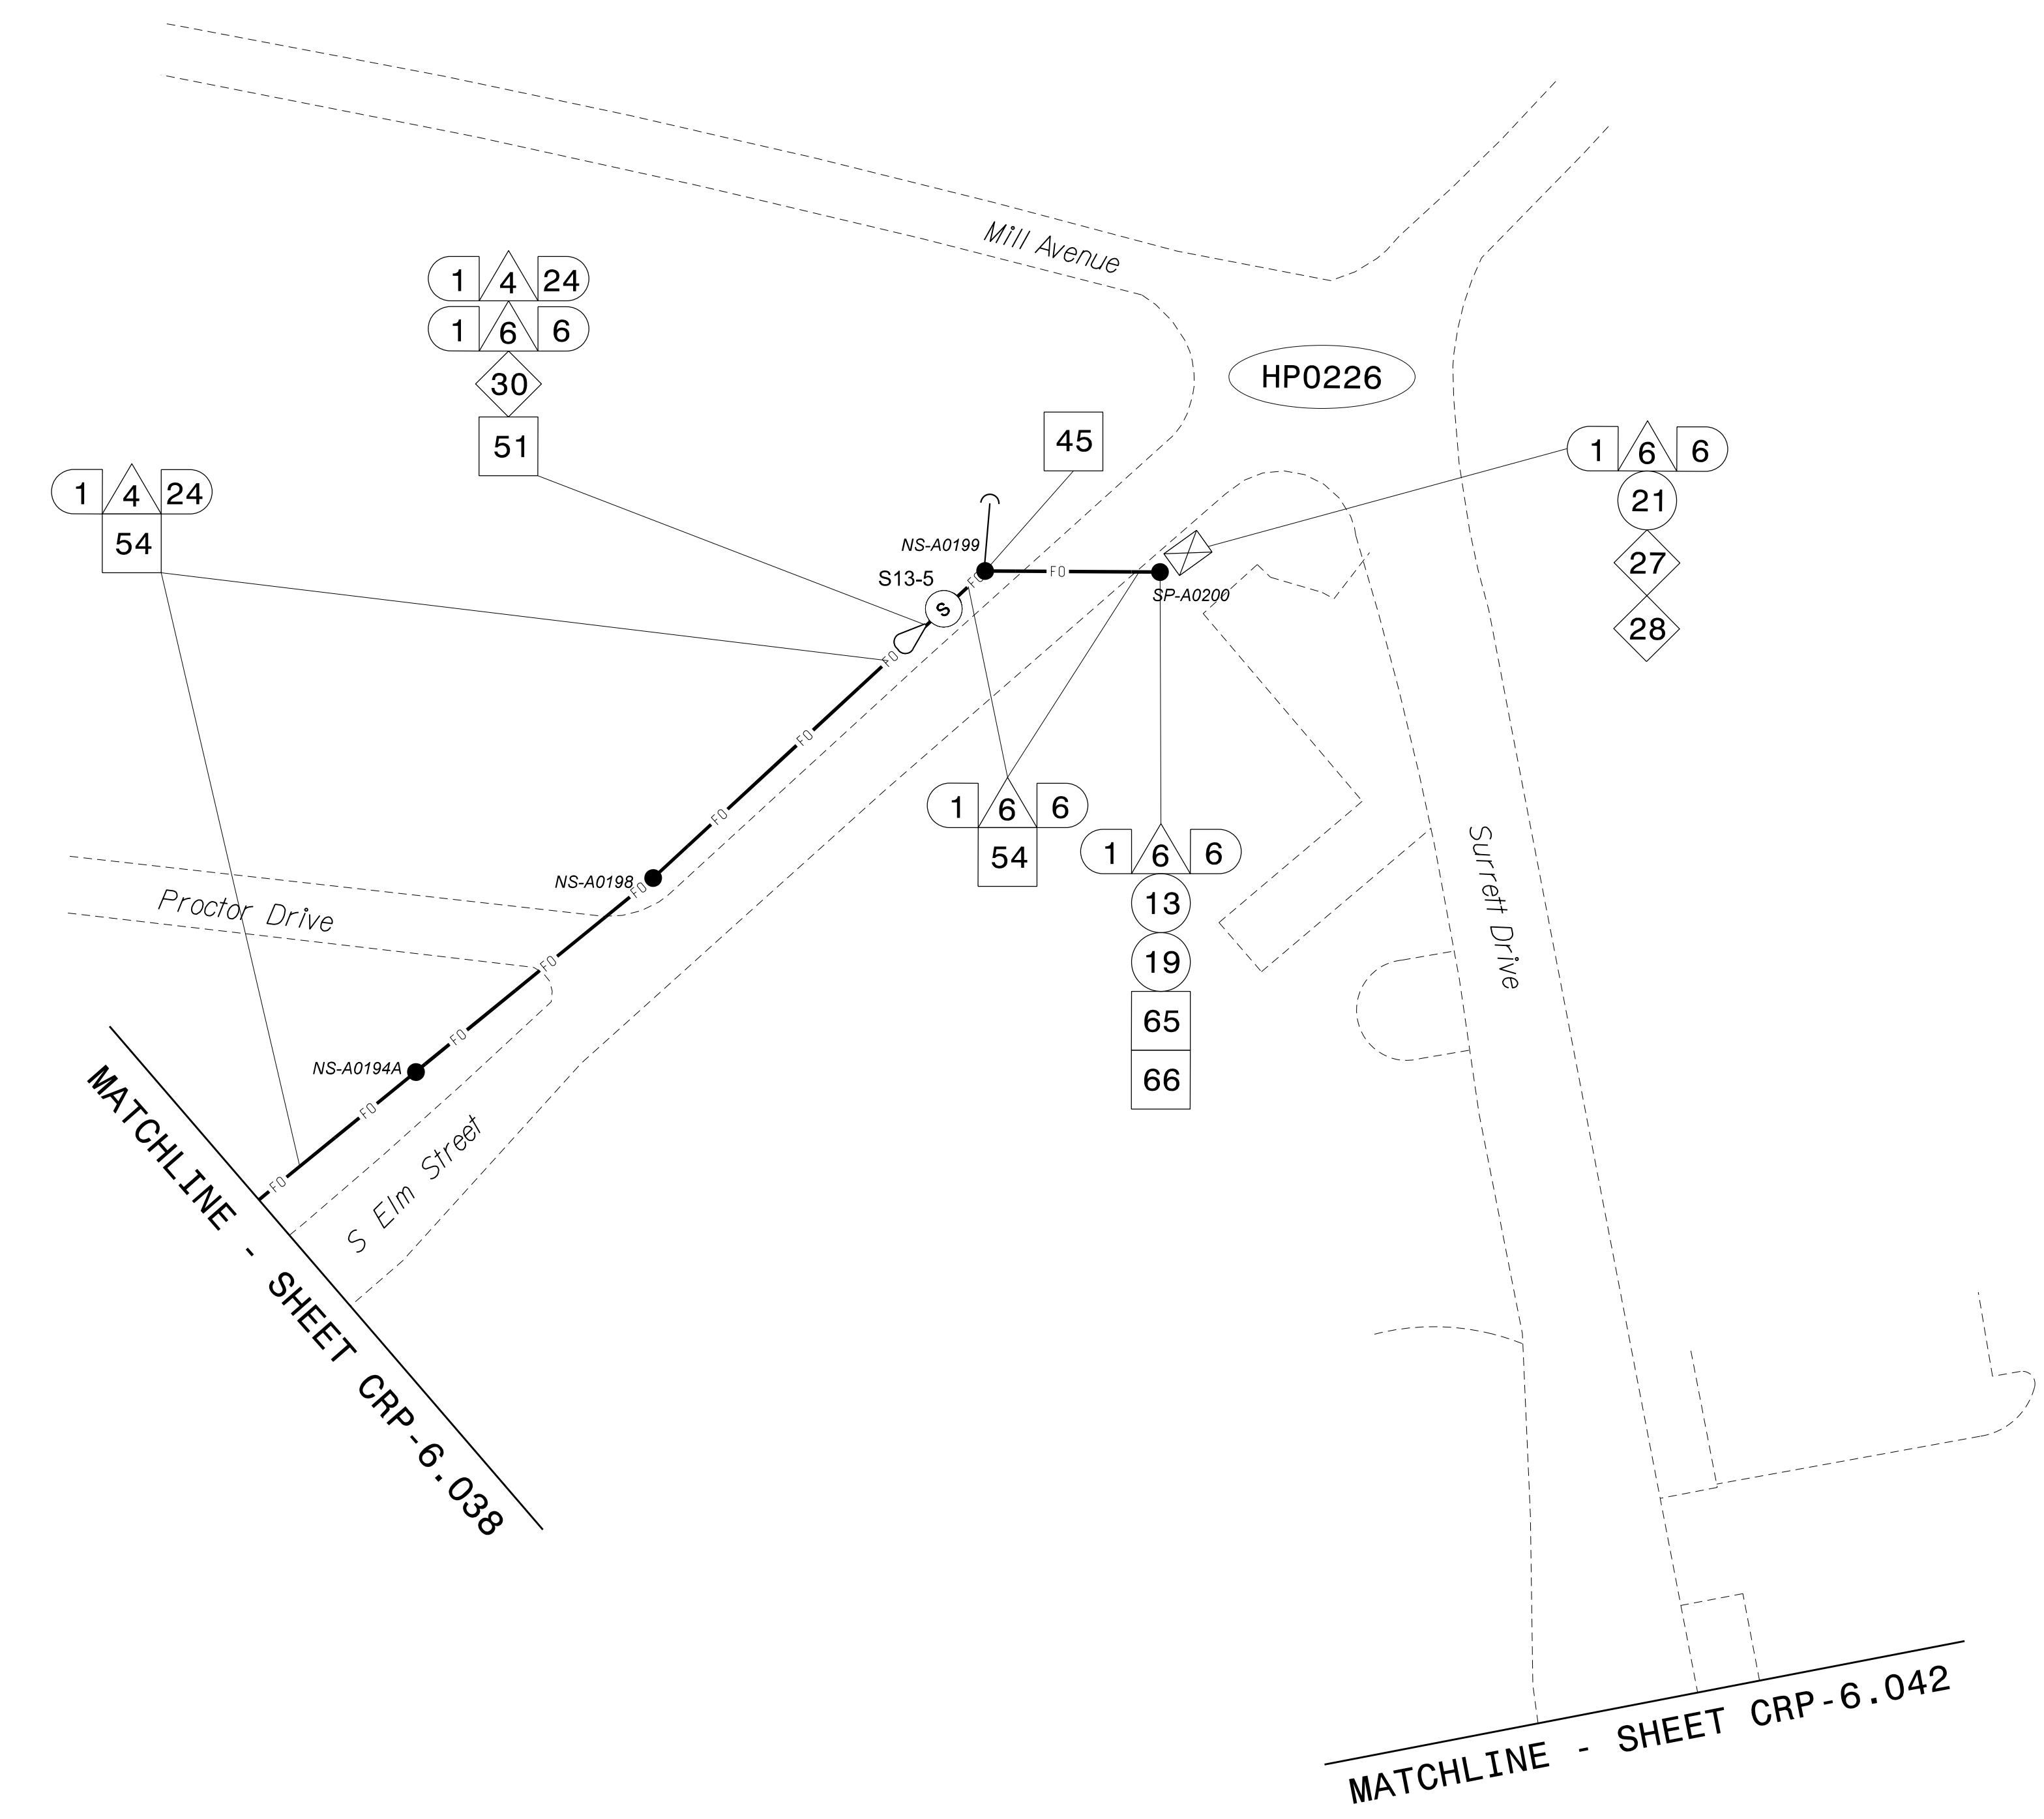 Mill Avenue
1 4 24
1 6 6
30
51
HP0226
45
1 6 6
21
27
28
1 4 24
54
NS-A0199
FO
FO
S13-5
SP-A0200
S
FO
FO
FO
1 6 6
54
1 6 6
13
19
65
66
Surrett Drive
NS-A0198
FO
Proctor Drive
FO
FO
NS-A0194A
FO
FO
S Elm Street
MATCHLINE - SHEET CRP-6.038
MATCHLINE - SHEET CRP-6.042